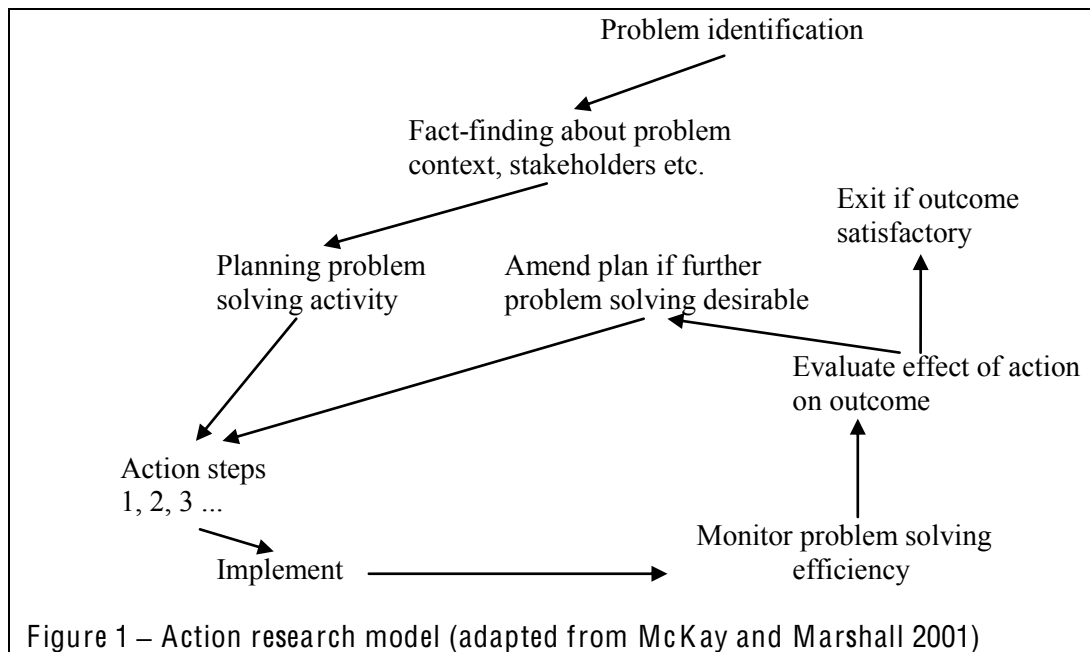 Problem identification
Fact-finding about problem
context, stakeholders etc.
Exit if outcome
satisfactory
Planning problem
solving activity
Amend plan if further
problem solving desirable
Evaluate effect of action
on outcome
Action steps
1, 2, 3 ...
Implement
Monitor problem solving
efficiency
Figure 1 – Action research model (adapted from McKay and Marshall 2001)